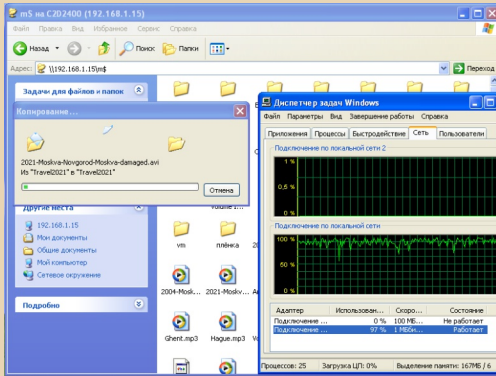 m$ на C2D2400 (192.168.1.15)
Файл Правка Вид Избранное Сервис Справка
Назад Поиск Папки
Адрес: \\192.168.1.15\m$ Переход
Задачи для файлов и папок
Копирование...
2021-Moskva-Novgorod-Moskva-damaged.avi
Из "Travel2021" в "Travel2021"
Отмена
Другие места
192.168.1.15
Мои документы
Общие документы
Мой компьютер
Сетевое окружение
Подробно
Volume I...
vm плёнка
2004-Mosk... 2021-Moskv...
Ghent.mp3 Hague.mp3
Диспетчер задач Windows
Файл Параметры Вид Завершение работы Справка
Приложения Процессы Быстродействие Сеть Пользователи
Подключение по локальной сети 2
1 %
0,5 %
0 %
Подключение по локальной сети
100 %
50 %
0 %
Адаптер Использован... Скоро... Состояние
Подключение ... 0 % 100 МБ... Не работает
Подключение ... 97 % 1 Мбби... Работает
Процессов: 25 Загрузка ЦП: 0% Выделение памяти: 167МБ / 6